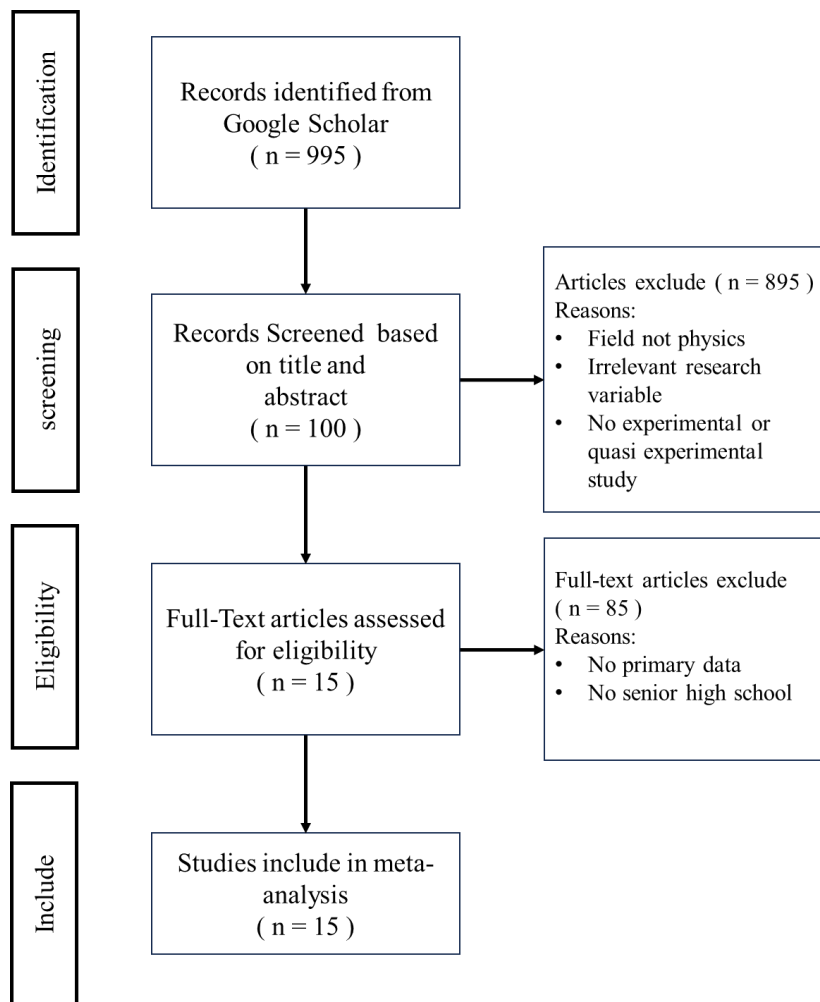 Identification
Records identified from
Google Scholar
( n = 995 )
screening
Records Screened based
on title and
abstract
( n = 100 )
Articles exclude ( n = 895 )
Reasons:
• Field not physics
• Irrelevant research
variable
• No experimental or
quasi experimental
study
Eligibility
Full-Text articles assessed
for eligibility
( n = 15 )
Full-text articles exclude
( n = 85 )
Reasons:
• No primary data
• No senior high school
Include
Studies include in meta-
analysis
( n = 15 )